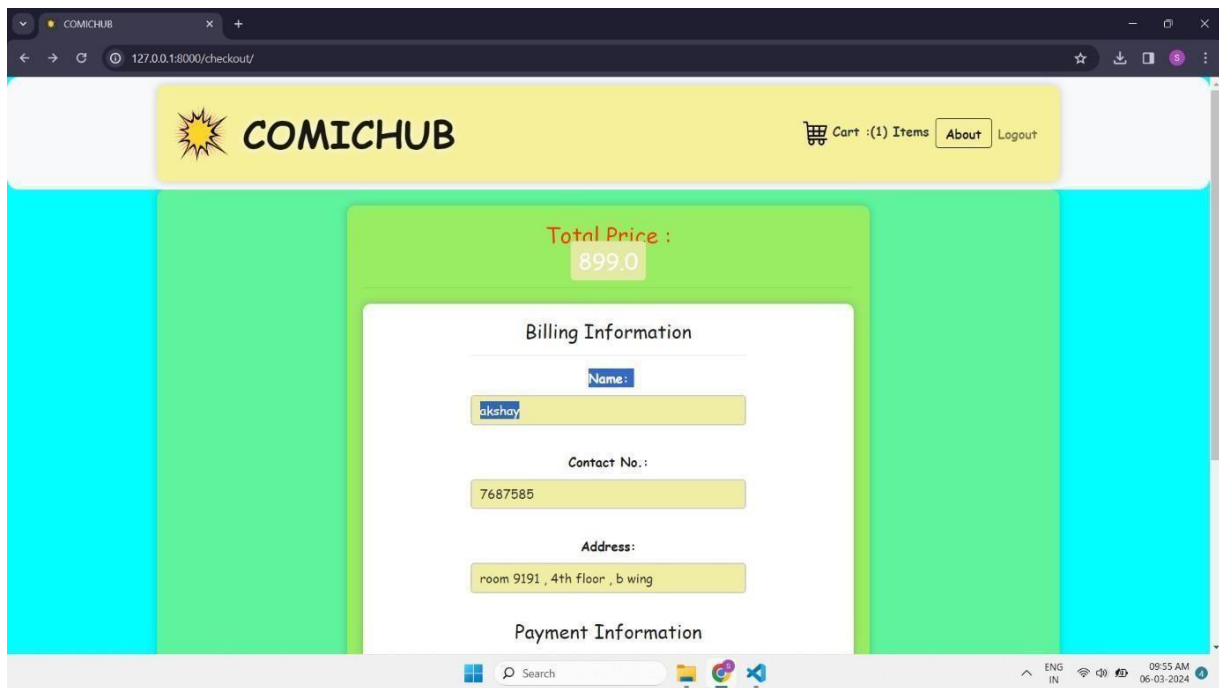 COMICHUB
127.0.0.1:8000/checkout/
S
COMICHUB
Cart :(1) Items About Logout
Total Price :
899.0
Billing Information
Name:
akshay
Contact No.:
7687585
Address:
room 9191 , 4th floor , b wing
Payment Information
Search
ENG
IN
09:55 AM
06-03-2024
4